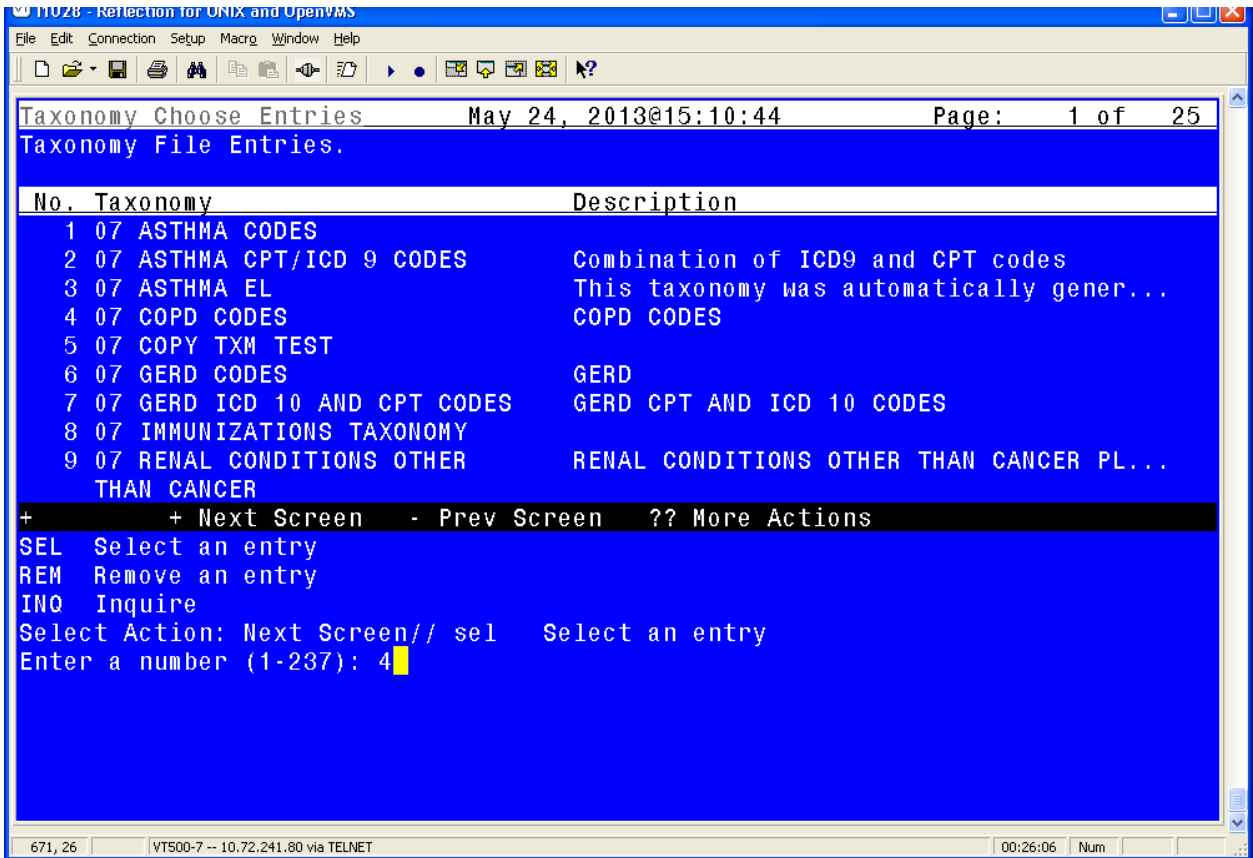 ITU28 - Reflection for UNIX and OpenVMS
File Edit Connection Setup Macro Window Help
Taxonomy Choose Entries May 24, 2013@15:10:44 Page: 1 of 25
Taxonomy File Entries.
No. Taxonomy Description
1 07 ASTHMA CODES
2 07 ASTHMA CPT/ICD 9 CODES Combination of ICD9 and CPT codes
3 07 ASTHMA EL This taxonomy was automatically gener...
4 07 COPD CODES COPD CODES
5 07 COPY TXM TEST
6 07 GERD CODES GERD
7 07 GERD ICD 10 AND CPT CODES GERD CPT AND ICD 10 CODES
8 07 IMMUNIZATIONS TAXONOMY
9 07 RENAL CONDITIONS OTHER RENAL CONDITIONS OTHER THAN CANCER PL...
THAN CANCER
+ + Next Screen - Prev Screen ?? More Actions
SEL Select an entry
REM Remove an entry
INQ Inquire
Select Action: Next Screen// sel Select an entry
Enter a number (1-237): 4
671, 26 VT500-7 -- 10.72.241.80 via TELNET 00:26:06 Num